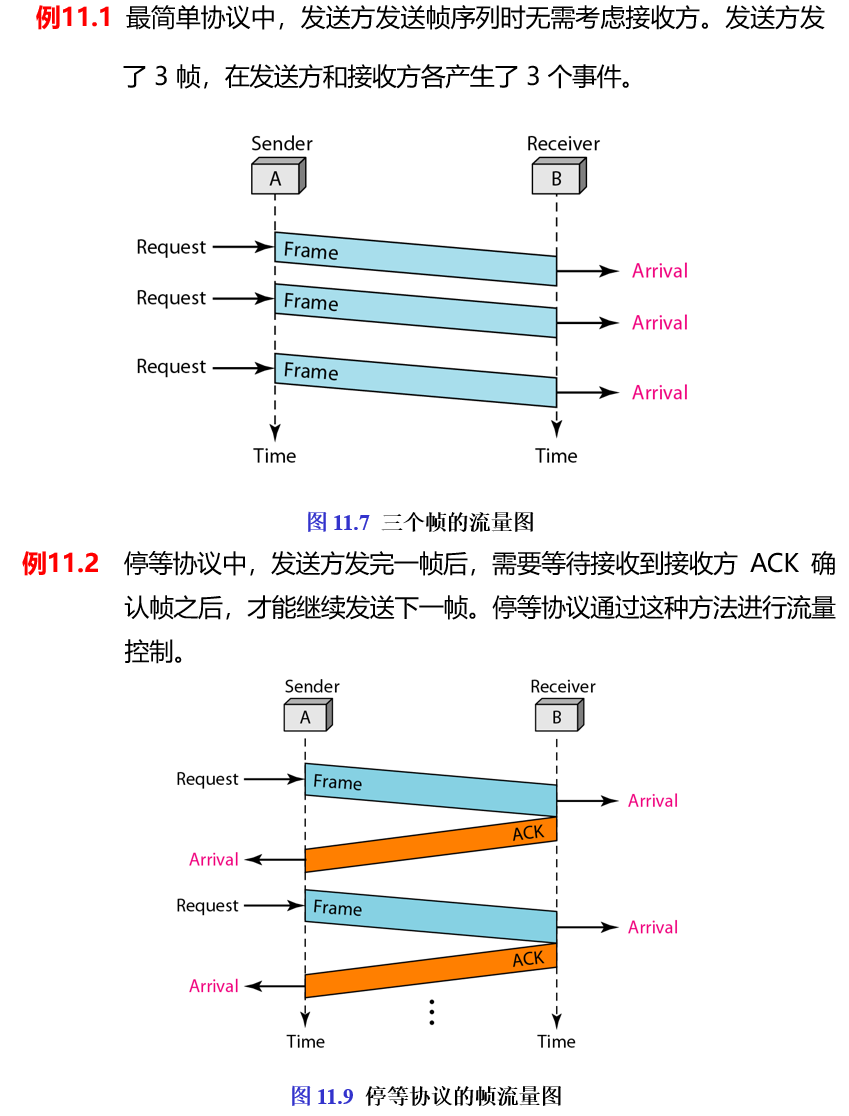 例11.1 最简单协议中，发送方发送帧序列时无需考虑接收方。发送方发
了 3 帧，在发送方和接收方各产生了 3 个事件。
Sender Receiver
A B
Request Frame Arrival
Request Frame Arrival
Request Frame Arrival
Time Time
图 11.7 三个帧的流量图
例11.2 停等协议中，发送方发完一帧后，需要等待接收到接收方 ACK 确
认帧之后，才能继续发送下一帧。停等协议通过这种方法进行流量
控制。
Sender Receiver
A B
Request Frame Arrival
Arrival ACK
Request Frame Arrival
Arrival ACK
Time Time
图 11.9 停等协议的帧流量图